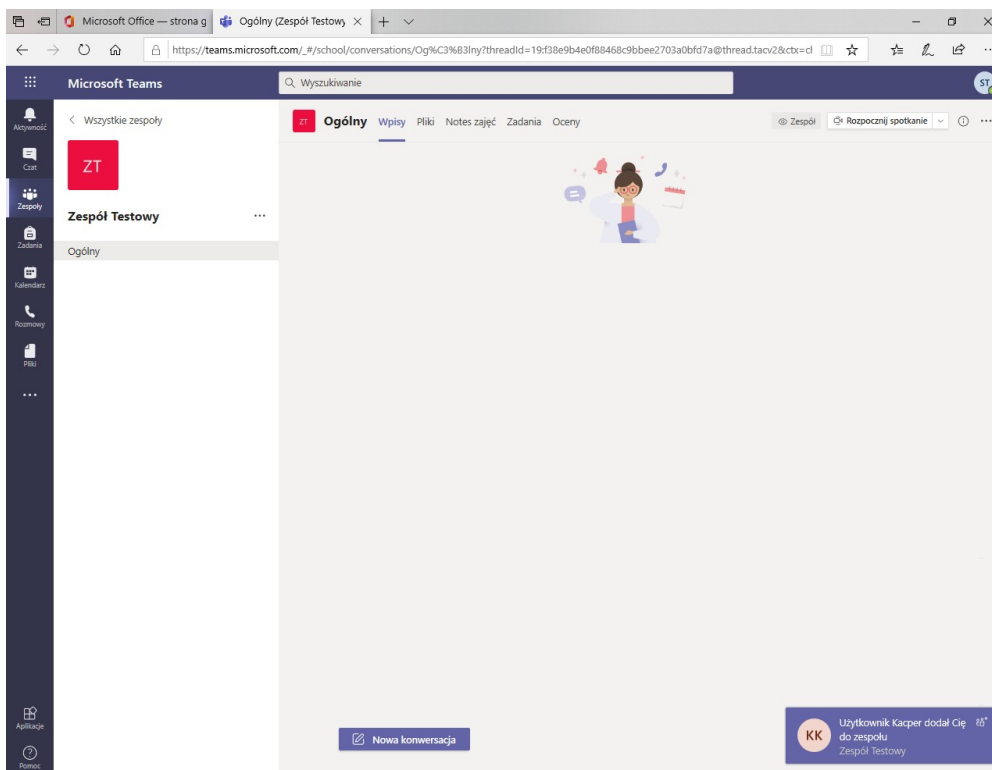 Microsoft Office — strona g
Ogólny (Zespół Testowy
https://teams.microsoft.com/_#/school/conversations/Og%C3%83lny?threadId=19:f38e9b4e0f88468c9bbee2703a0bfd7a@thread.tacv2&ctx=cl
Microsoft Teams
Wyszukiwanie
ST
Aktywność
Czat
Zespoły
Zadania
Kalendarz
Rozmowy
Pliki
Aplikacje
Pomoc
Wszystkie zespoły
ZT
Zespół Testowy
Ogólny
ZT Ogólny Wpisy Pliki Notes zajęć Zadania Oceny
Zespół Rozpocznij spotkanie
Nowa konwersacja
KK
Użytkownik Kacper dodał Cię
do zespołu
Zespół Testowy